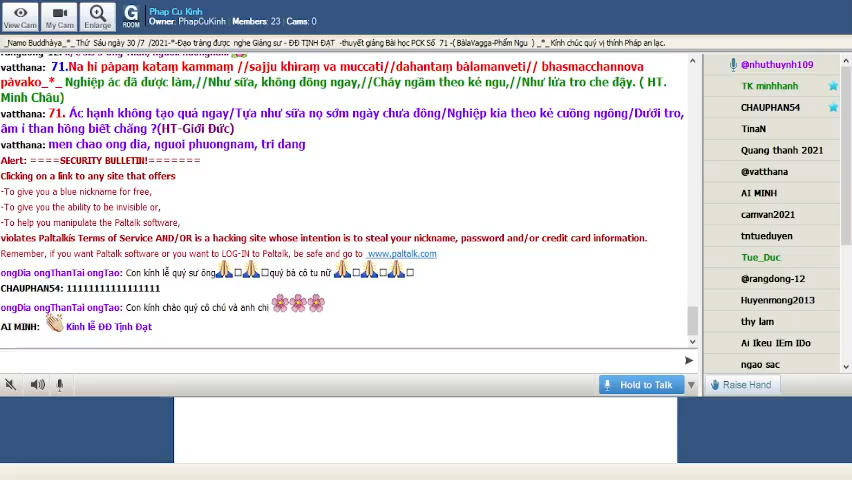 Phap Cu Kinh
Owner: PhapCuKinh Members: 23 Cams: 0
View Cam
My Cam
Enlarge
G ROOM
_Namo Buddhàya_*_ Thứ Sáu ngày 30 /7 /2021-*-Đạo tràng được nghe Giảng sư - ĐĐ TỊNH ĐẠT -thuyết giảng Bài học PCK Số 71 -( BàLaVagga-Phẩm Ngu ) _*_ Kính chúc quý vị thính Pháp an lạc.
vatthana: 71.Na hi pàpaṃ kataṃ kammaṃ //sajju khìraṃ va muccati//dahantaṃ bàlamanveti// bhasmacchannova
pàvako_*_ Nghiệp ác đã được làm,//Như sữa, không đông ngay,//Cháy ngầm theo kẻ ngu,//Như lửa tro che đậy. ( HT.
Minh Châu)
vatthana: 71. Ác hạnh không tạo quả ngay/Tựa như sữa nọ sớm ngày chưa đông/Nghiệp kia theo kẻ cuồng ngông/Dưới tro,
âm ỉ than hồng biết chăng ?(HT-Giới Đức)
vatthana: men chao ong dia, nguoi phuongnam, tri dang
Alert: ====SECURITY BULLETIN!=======
Clicking on a link to any site that offers
-To give you a blue nickname for free,
-To give you the ability to be invisible or,
-To help you manipulate the Paltalk software,
violates Paltalkís Terms of Service AND/OR is a hacking site whose intention is to steal your nickname, password and/or credit card information.
Remember, if you want Paltalk software or you want to LOG-IN to Paltalk, be safe and go to www.paltalk.com
ongDia ongThanTai ongTao: Con kính lễ quý sư ông quý bà cô tu nữ
CHAUPHAN54: 11111111111111111
ongDia ongThanTai ongTao: Con kính chào quý cô chú và anh chị
AI MINH: Kính lễ ĐĐ Tịnh Đạt
Hold to Talk
@nhuthuynh109
TK minhhanh
CHAUPHAN54
TinaN
Quang thanh 2021
@vatthana
AI MINH
camvan2021
tntueduyen
Tue_Duc
@rangdong-12
Huyenmong2013
thy lam
Ai Ikeu IEm IDo
ngao sac
Raise Hand